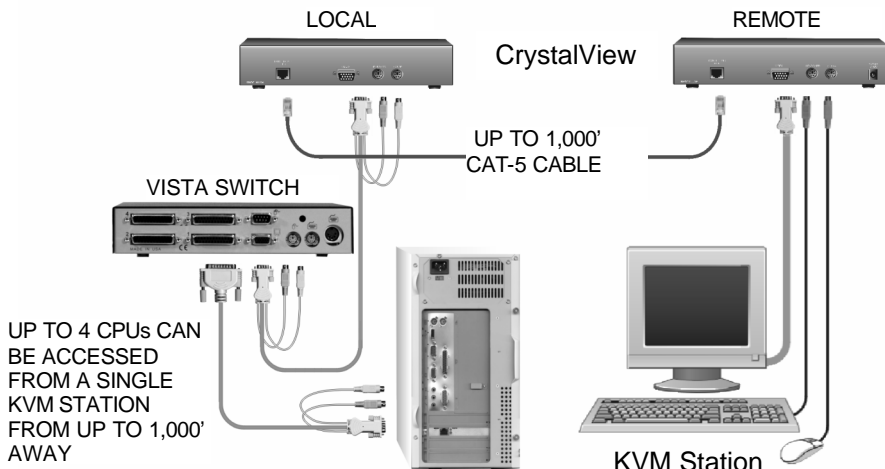 LOCAL
REMOTE
CrystalView
UP TO 1,000’
CAT-5 CABLE
VISTA SWITCH
UP TO 4 CPUs CAN
BE ACCESSED
FROM A SINGLE
KVM STATION
FROM UP TO 1,000’
AWAY
KVM Station